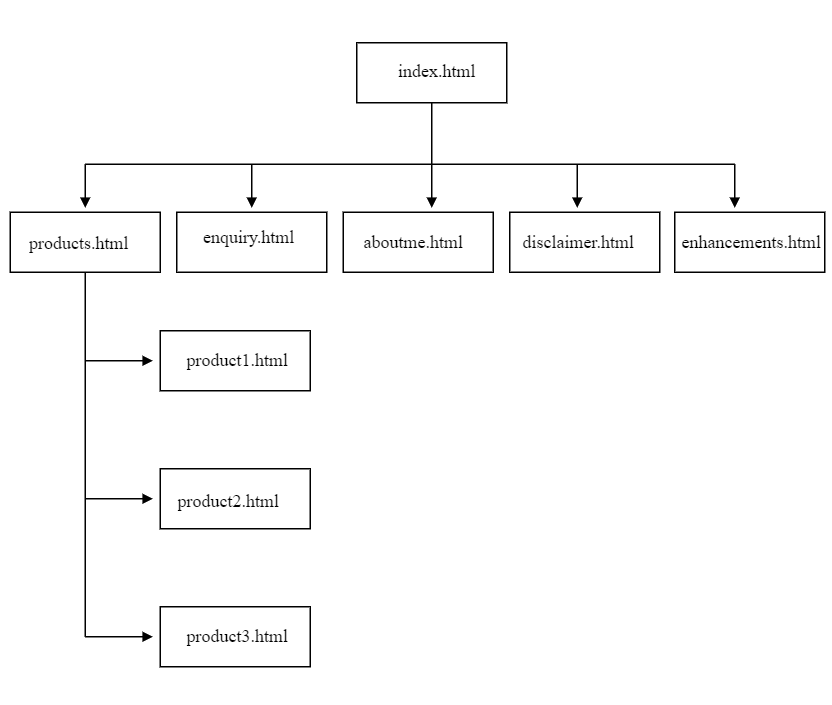 index.html
products.html
enquiry.html
aboutme.html
disclaimer.html
enhancements.html
product1.html
product2.html
product3.html